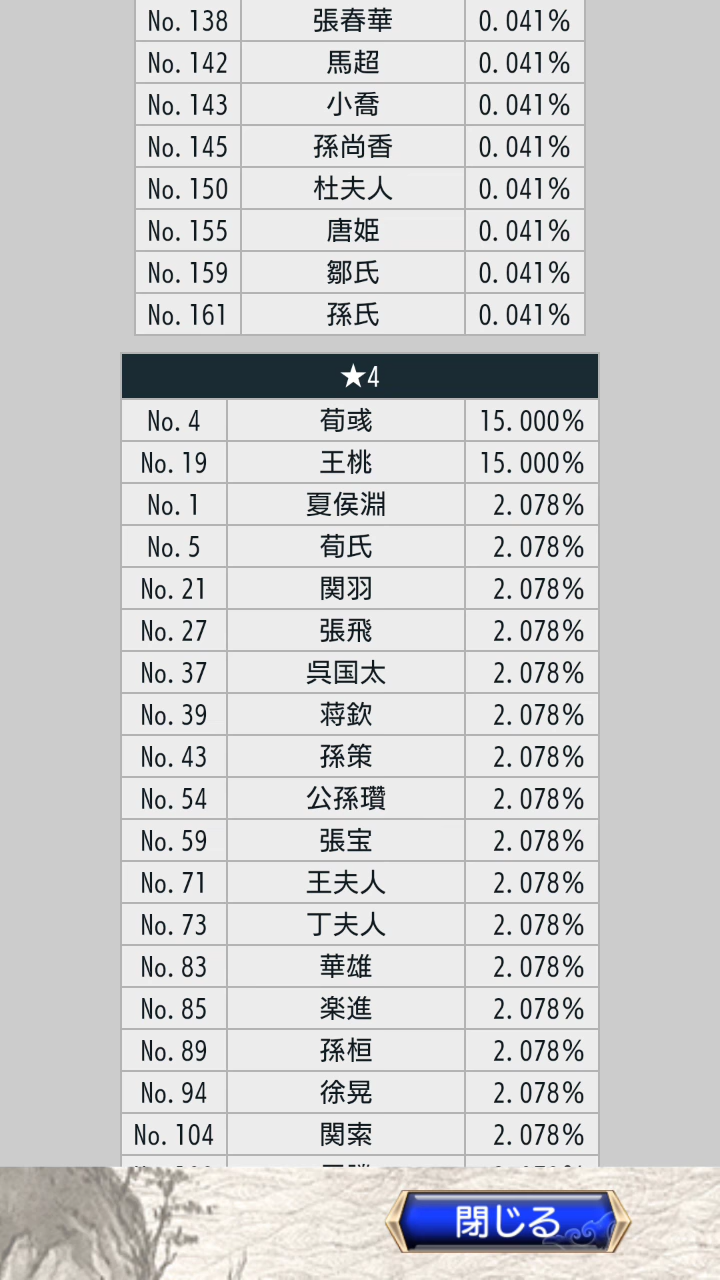 No. 138 張春華 0.041%
No. 142 馬超 0.041%
No. 143 小喬 0.041%
No. 145 孫尚香 0.041%
No. 150 杜夫人 0.041%
No. 155 唐姫 0.041%
No. 159 鄒氏 0.041%
No. 161 孫氏 0.041%
★4
No. 4 荀彧 15.000%
No. 19 王桃 15.000%
No. 1 夏侯淵 2.078%
No. 5 荀氏 2.078%
No. 21 関羽 2.078%
No. 27 張飛 2.078%
No. 37 呉国太 2.078%
No. 39 蒋欽 2.078%
No. 43 孫策 2.078%
No. 54 公孫瓚 2.078%
No. 59 張宝 2.078%
No. 71 王夫人 2.078%
No. 73 丁夫人 2.078%
No. 83 華雄 2.078%
No. 85 楽進 2.078%
No. 89 孫桓 2.078%
No. 94 徐晃 2.078%
No. 104 関索 2.078%
閉じる